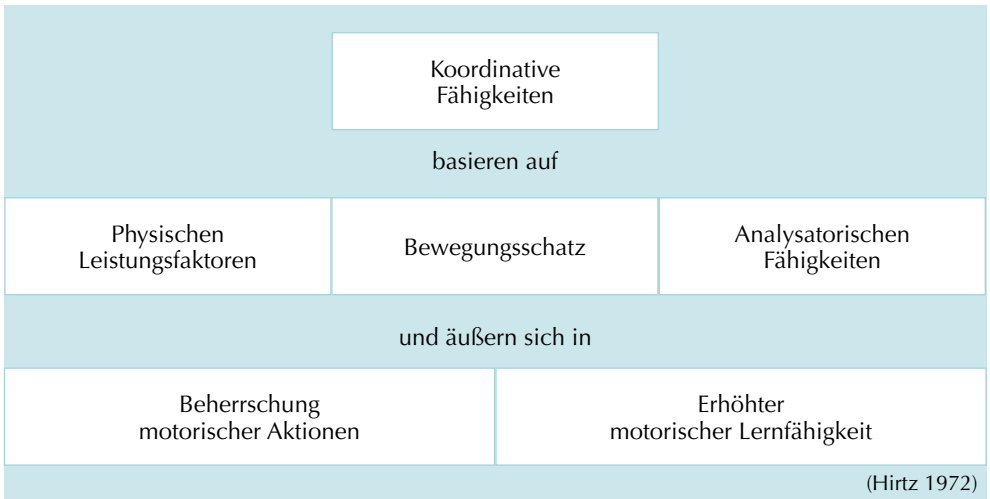 Koordinative
Fähigkeiten
basieren auf
Physischen
Leistungsfaktoren
Bewegungsschatz
Analysatorischen
Fähigkeiten
und äußern sich in
Beherrschung
motorischer Aktionen
Erhöhter
motorischer Lernfähigkeit
(Hirtz 1972)